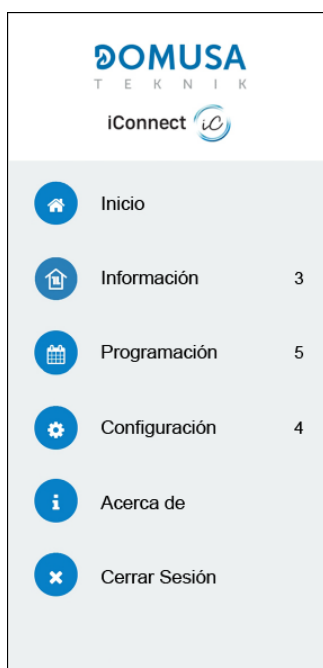 DOMUSA
TEKNIK
iConnect iC
Inicio
Información 3
Programación 5
Configuración 4
Acerca de
Cerrar Sesión